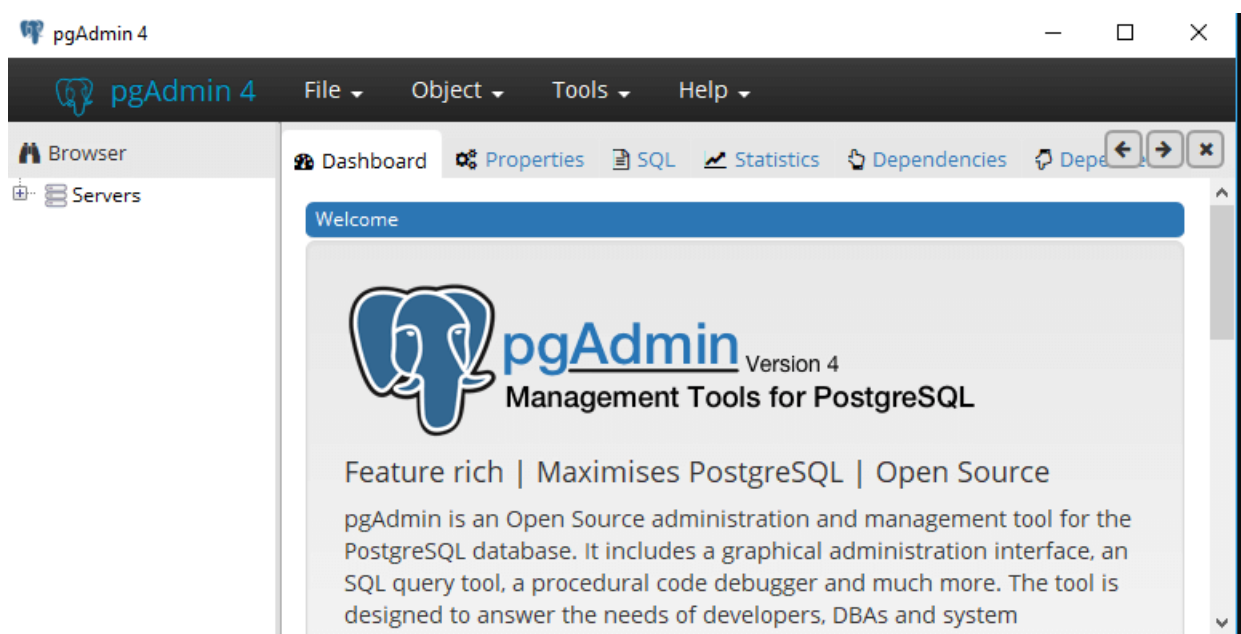 pgAdmin 4
pgAdmin 4 File Object Tools Help
Browser
Dashboard Properties SQL Statistics Dependencies
Servers
Welcome
pgAdmin Version 4
Management Tools for PostgreSQL
Feature rich | Maximises PostgreSQL | Open Source
pgAdmin is an Open Source administration and management tool for the
PostgreSQL database. It includes a graphical administration interface, an
SQL query tool, a procedural code debugger and much more. The tool is
designed to answer the needs of developers, DBAs and system